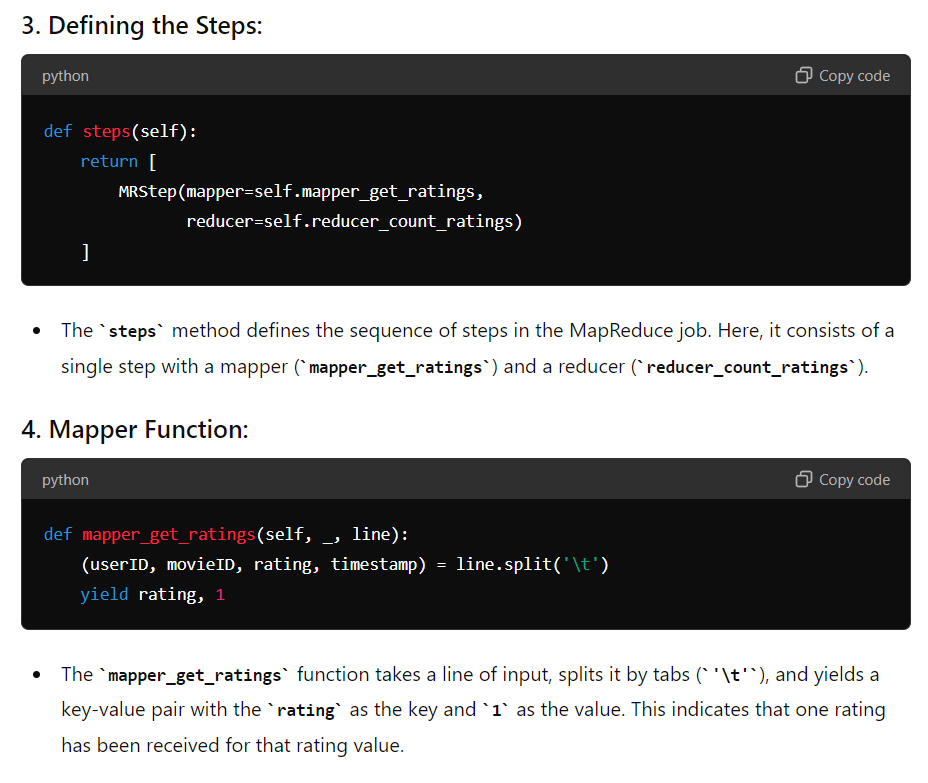 3. Defining the Steps:
python
Copy code
def steps(self):
    return [
        MRStep(mapper=self.mapper_get_ratings,
               reducer=self.reducer_count_ratings)
    ]
• The `steps` method defines the sequence of steps in the MapReduce job. Here, it consists of a
single step with a mapper (`mapper_get_ratings`) and a reducer (`reducer_count_ratings`).
4. Mapper Function:
python
Copy code
def mapper_get_ratings(self, _, line):
    (userID, movieID, rating, timestamp) = line.split('\t')
    yield rating, 1
• The `mapper_get_ratings` function takes a line of input, splits it by tabs (`'\t'`), and yields a
key-value pair with the `rating` as the key and `1` as the value. This indicates that one rating
has been received for that rating value.